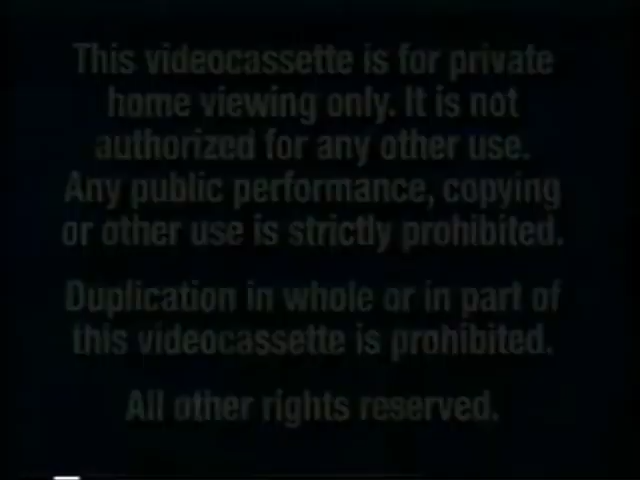 This videocassette is for private
home viewing only. It is not
authorized for any other use.
Any public performance, copying
or other use is strictly prohibited.
Duplication in whole or in part of
this videocassette is prohibited.
All other rights reserved.